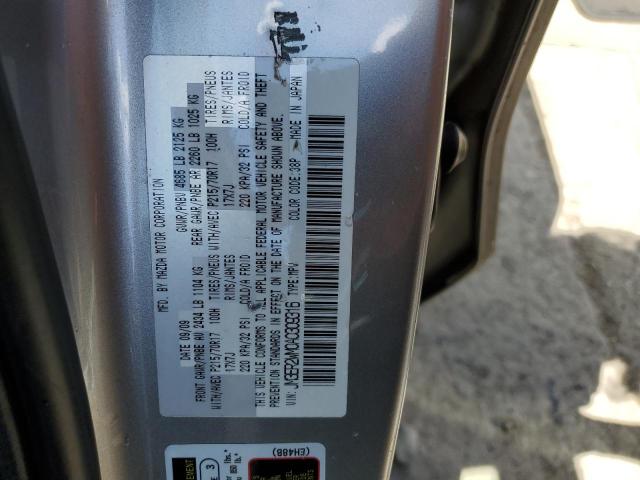 MFD. BY MAZDA MOTOR CORPORATION
09/09 GVWR/PNBV 4685 LB 2125 KG
FRONT GAWR/PNBE AV 2434 LB 1104 KG REAR GAWR/PNBE AR 2260 LB 1025 KG
WITH/AVEC P215/70R17 100H TIRES/PNEUS WITH/AVEC P215/70R17 100H TIRES/PNEUS
17X7J RIMS/JANTES 17X7J RIMS/JANTES
220 KPA/32 PSI COLD/A FROID 220 KPA/32 PSI COLD/A FROID
THIS VEHICLE CONFORMS TO ALL APPLICABLE FEDERAL MOTOR VEHICLE SAFETY AND THEFT
PREVENTION STANDARDS IN EFFECT ON THE DATE OF MANUFACTURE SHOWN ABOVE.
VIN: JM3EP2WM0AC309316 TYPE:MPV COLOR CODE:38P MADE IN JAPAN
(EH48B)
3